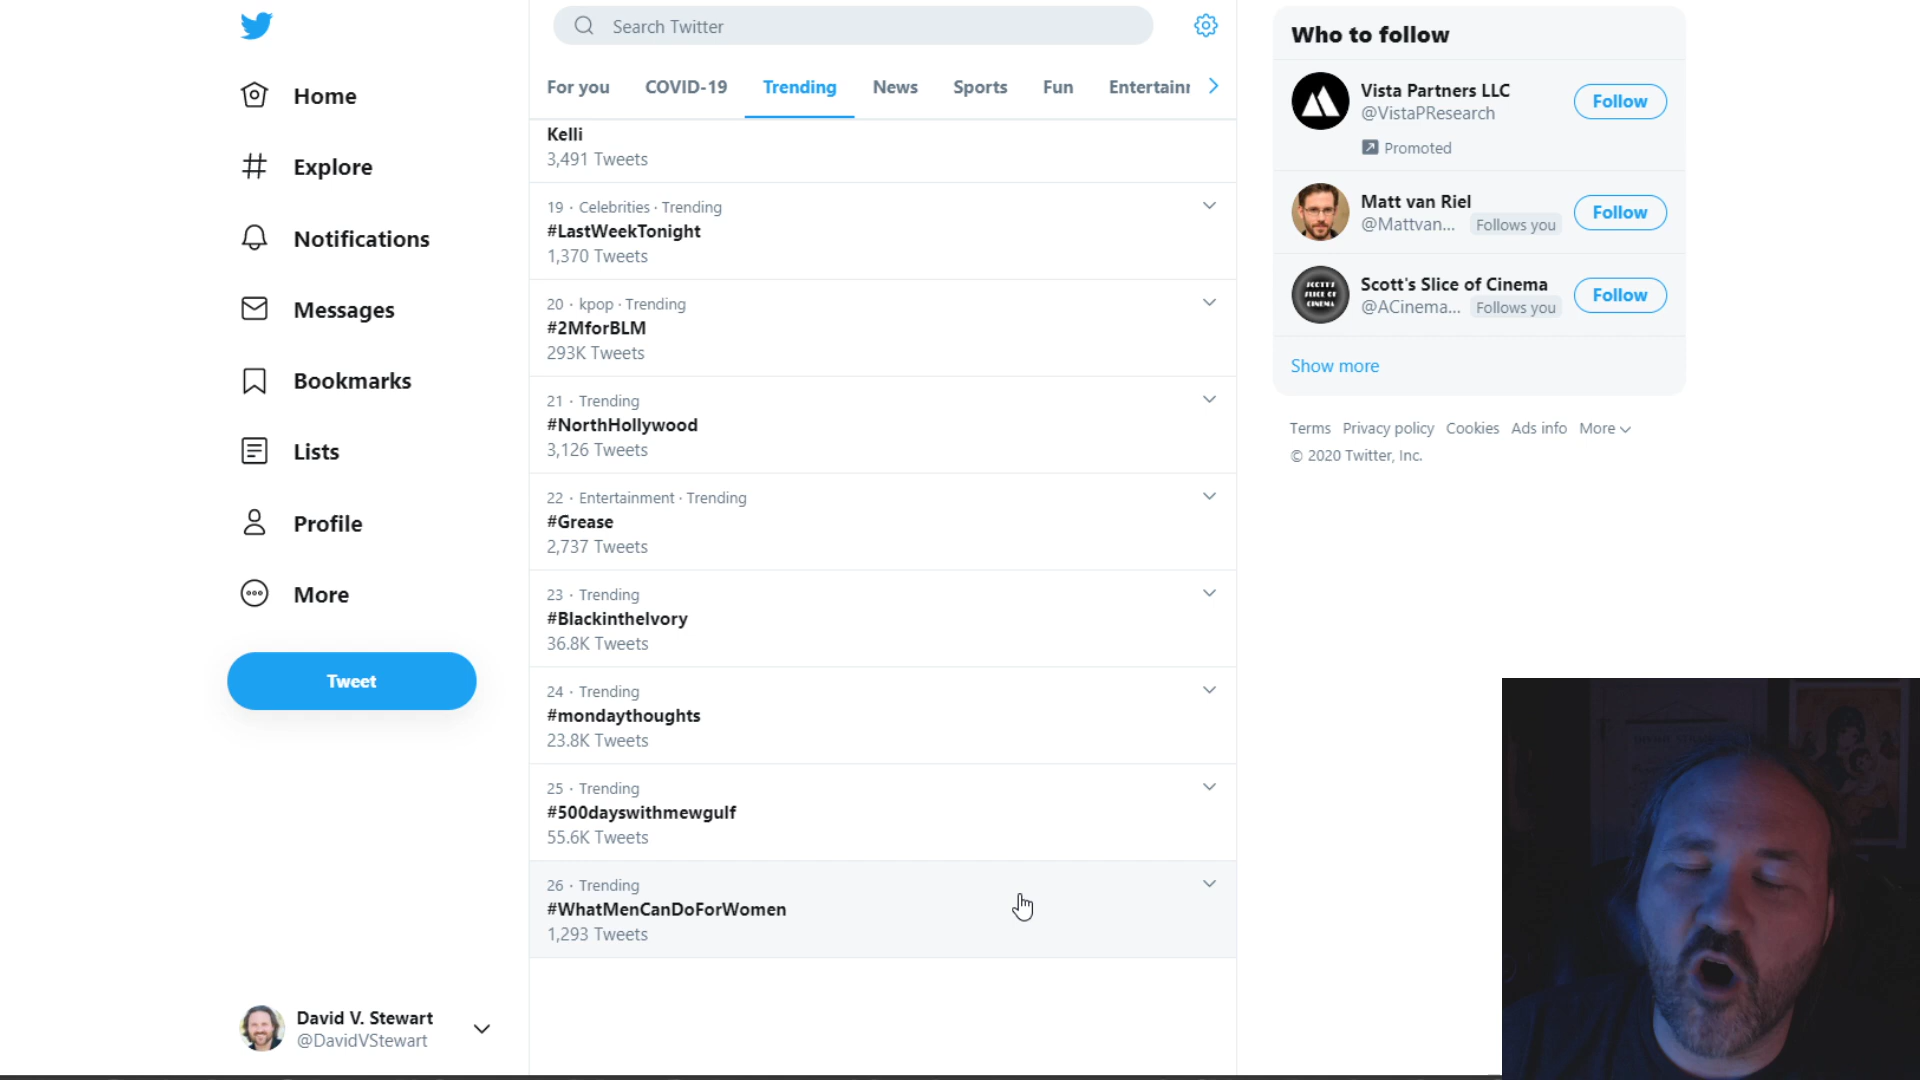 Home
Explore
Notifications
Messages
Bookmarks
Lists
Profile
More
Tweet
David V. Stewart
@DavidVStewart
Search Twitter
For you COVID-19 Trending News Sports Fun Entertainr
Kelli
3,491 Tweets
19 · Celebrities · Trending
#LastWeekTonight
1,370 Tweets
20 · kpop · Trending
#2MforBLM
293K Tweets
21 · Trending
#NorthHollywood
3,126 Tweets
22 · Entertainment · Trending
#Grease
2,737 Tweets
23 · Trending
#BlackintheIvory
36.8K Tweets
24 · Trending
#mondaythoughts
23.8K Tweets
25 · Trending
#500dayswithmewgulf
55.6K Tweets
26 · Trending
#WhatMenCanDoForWomen
1,293 Tweets
Who to follow
Vista Partners LLC
@VistaPResearch
Follow
Promoted
Matt van Riel
@Mattvan... Follows you
Follow
SCOTT'S
SLICE OF
CINEMA
Scott's Slice of Cinema
@ACinema... Follows you
Follow
Show more
Terms Privacy policy Cookies Ads info More
© 2020 Twitter, Inc.